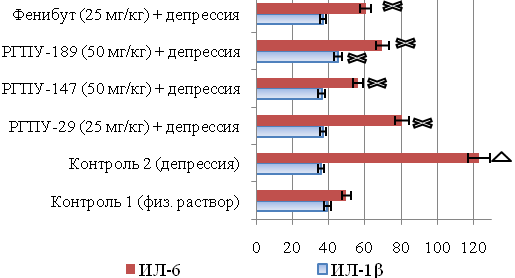 Фенибут (25 мг/кг) + депрессия
РГПУ-189 (50 мг/кг) + депрессия
РГПУ-147 (50 мг/кг) + депрессия
РГПУ-29 (25 мг/кг) + депрессия
Контроль 2 (депрессия)
Контроль 1 (физ. раствор)
0 20 40 60 80 100 120
ИЛ-6 ИЛ-1β